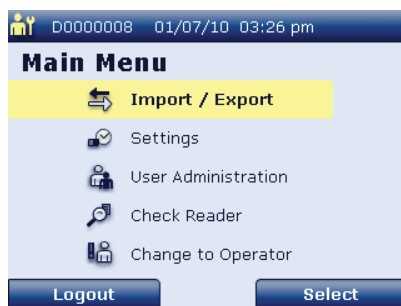 D0000008 01/07/10 03:26 pm
Main Menu
Import / Export
Settings
User Administration
Check Reader
Change to Operator
Logout Select